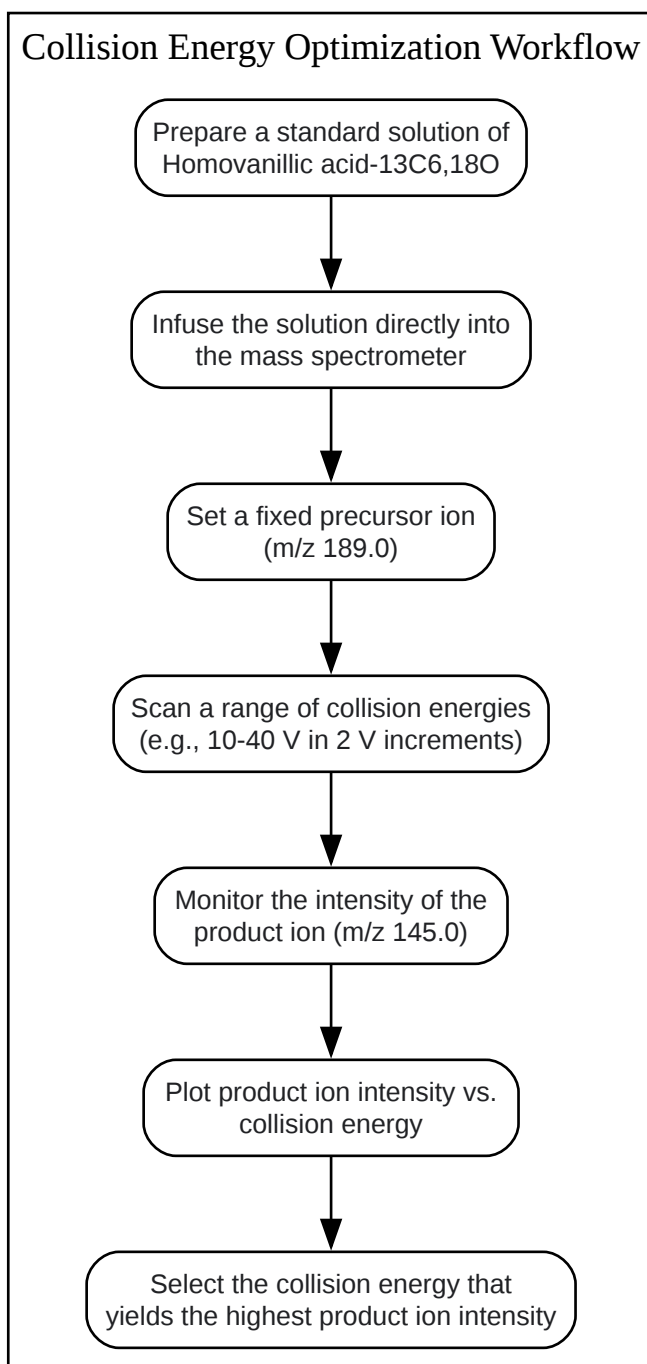 Collision Energy Optimization Workflow
Prepare a standard solution of
Homovanillic acid-13C6,18O
Infuse the solution directly into
the mass spectrometer
Set a fixed precursor ion
(m/z 189.0)
Scan a range of collision energies
(e.g., 10-40 V in 2 V increments)
Monitor the intensity of the
product ion (m/z 145.0)
Plot product ion intensity vs.
collision energy
Select the collision energy that
yields the highest product ion intensity